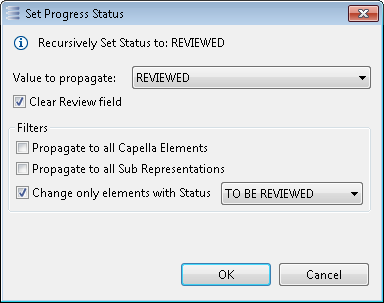 Set Progress Status
Recursively Set Status to: REVIEWED
Value to propagate: REVIEWED
Clear Review field
Filters
Propagate to all Capella Elements
Propagate to all Sub Representations
Change only elements with Status TO BE REVIEWED
OK Cancel